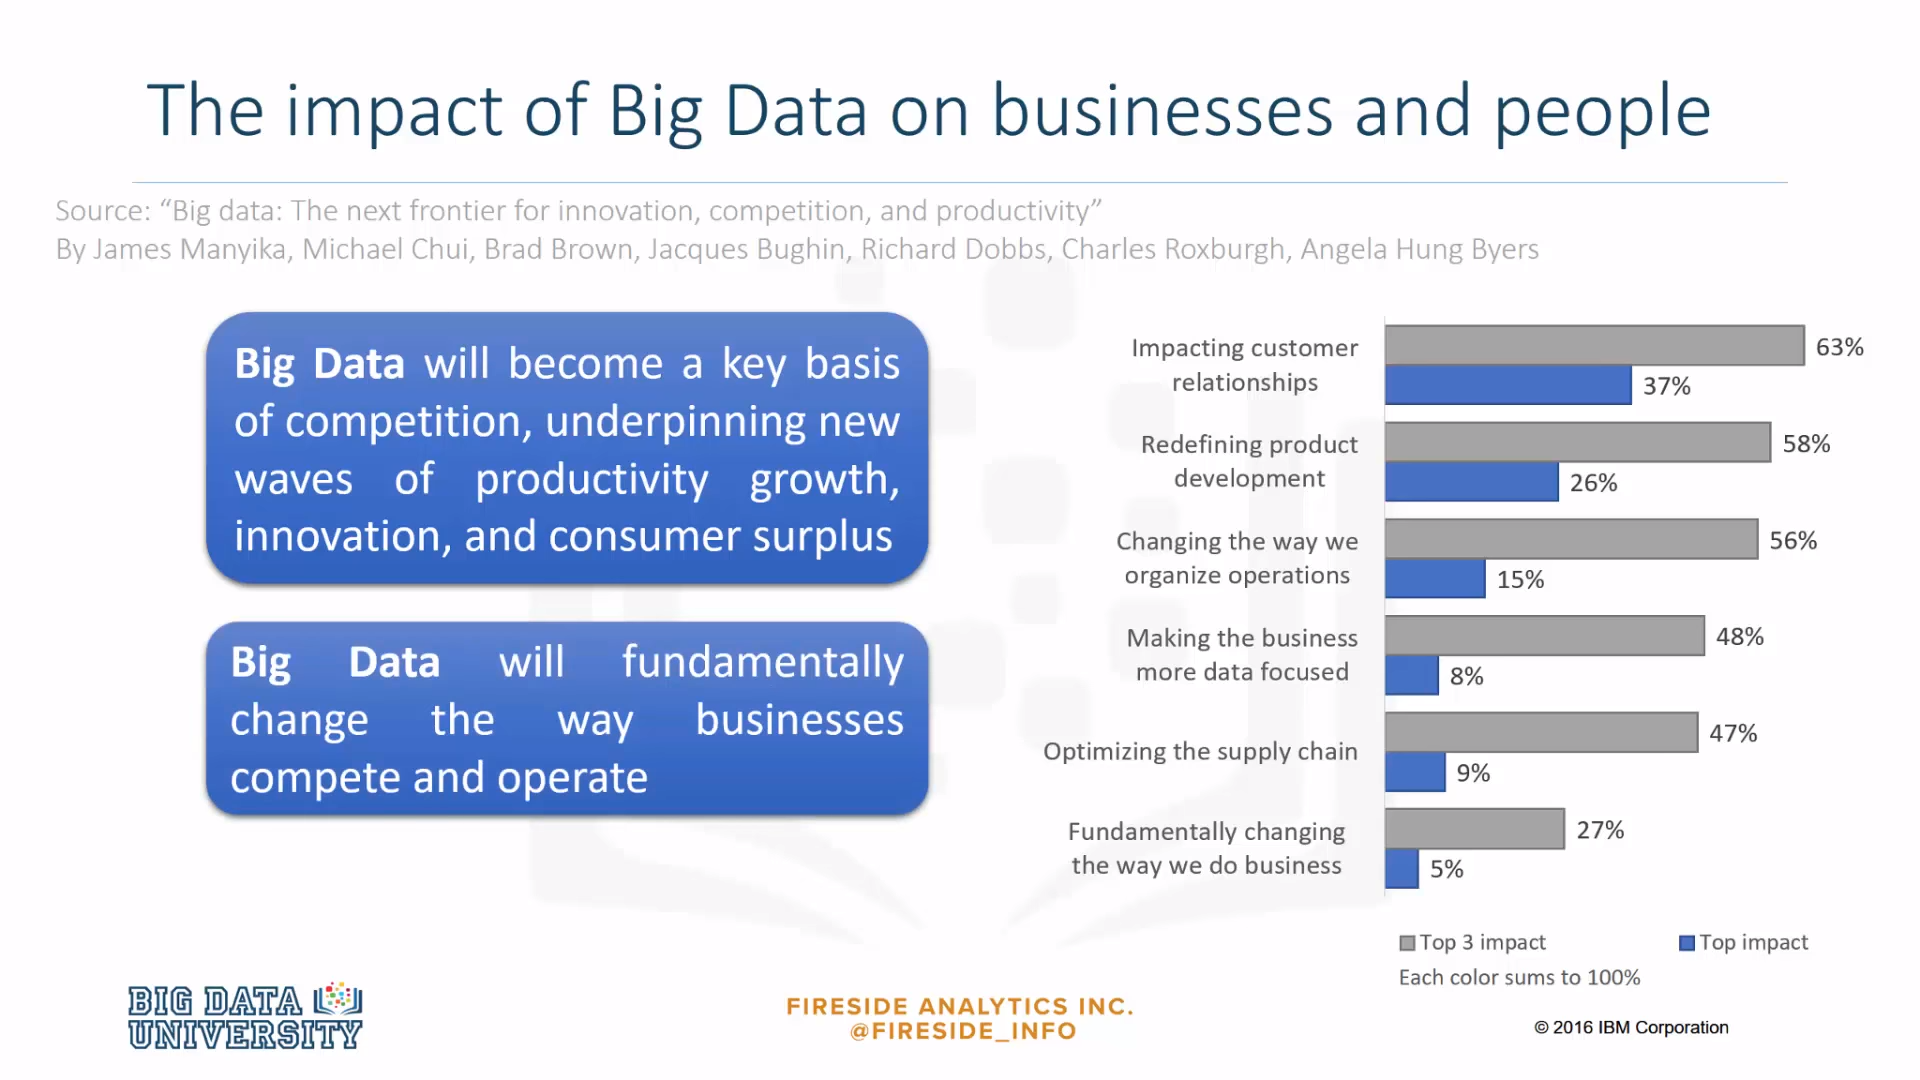 The impact of Big Data on businesses and people
Source: “Big data: The next frontier for innovation, competition, and productivity”
By James Manyika, Michael Chui, Brad Brown, Jacques Bughin, Richard Dobbs, Charles Roxburgh, Angela Hung Byers
Big Data will become a key basis
of competition, underpinning new
waves of productivity growth,
innovation, and consumer surplus
Big Data will fundamentally
change the way businesses
compete and operate
Impacting customer
relationships
63%
37%
Redefining product
development
58%
26%
Changing the way we
organize operations
56%
15%
Making the business
more data focused
48%
8%
Optimizing the supply chain
47%
9%
Fundamentally changing
the way we do business
27%
5%
Top 3 impact
Top impact
Each color sums to 100%
BIG DATA
UNIVERSITY
FIRESIDE ANALYTICS INC.
@FIRESIDE_INFO
© 2016 IBM Corporation